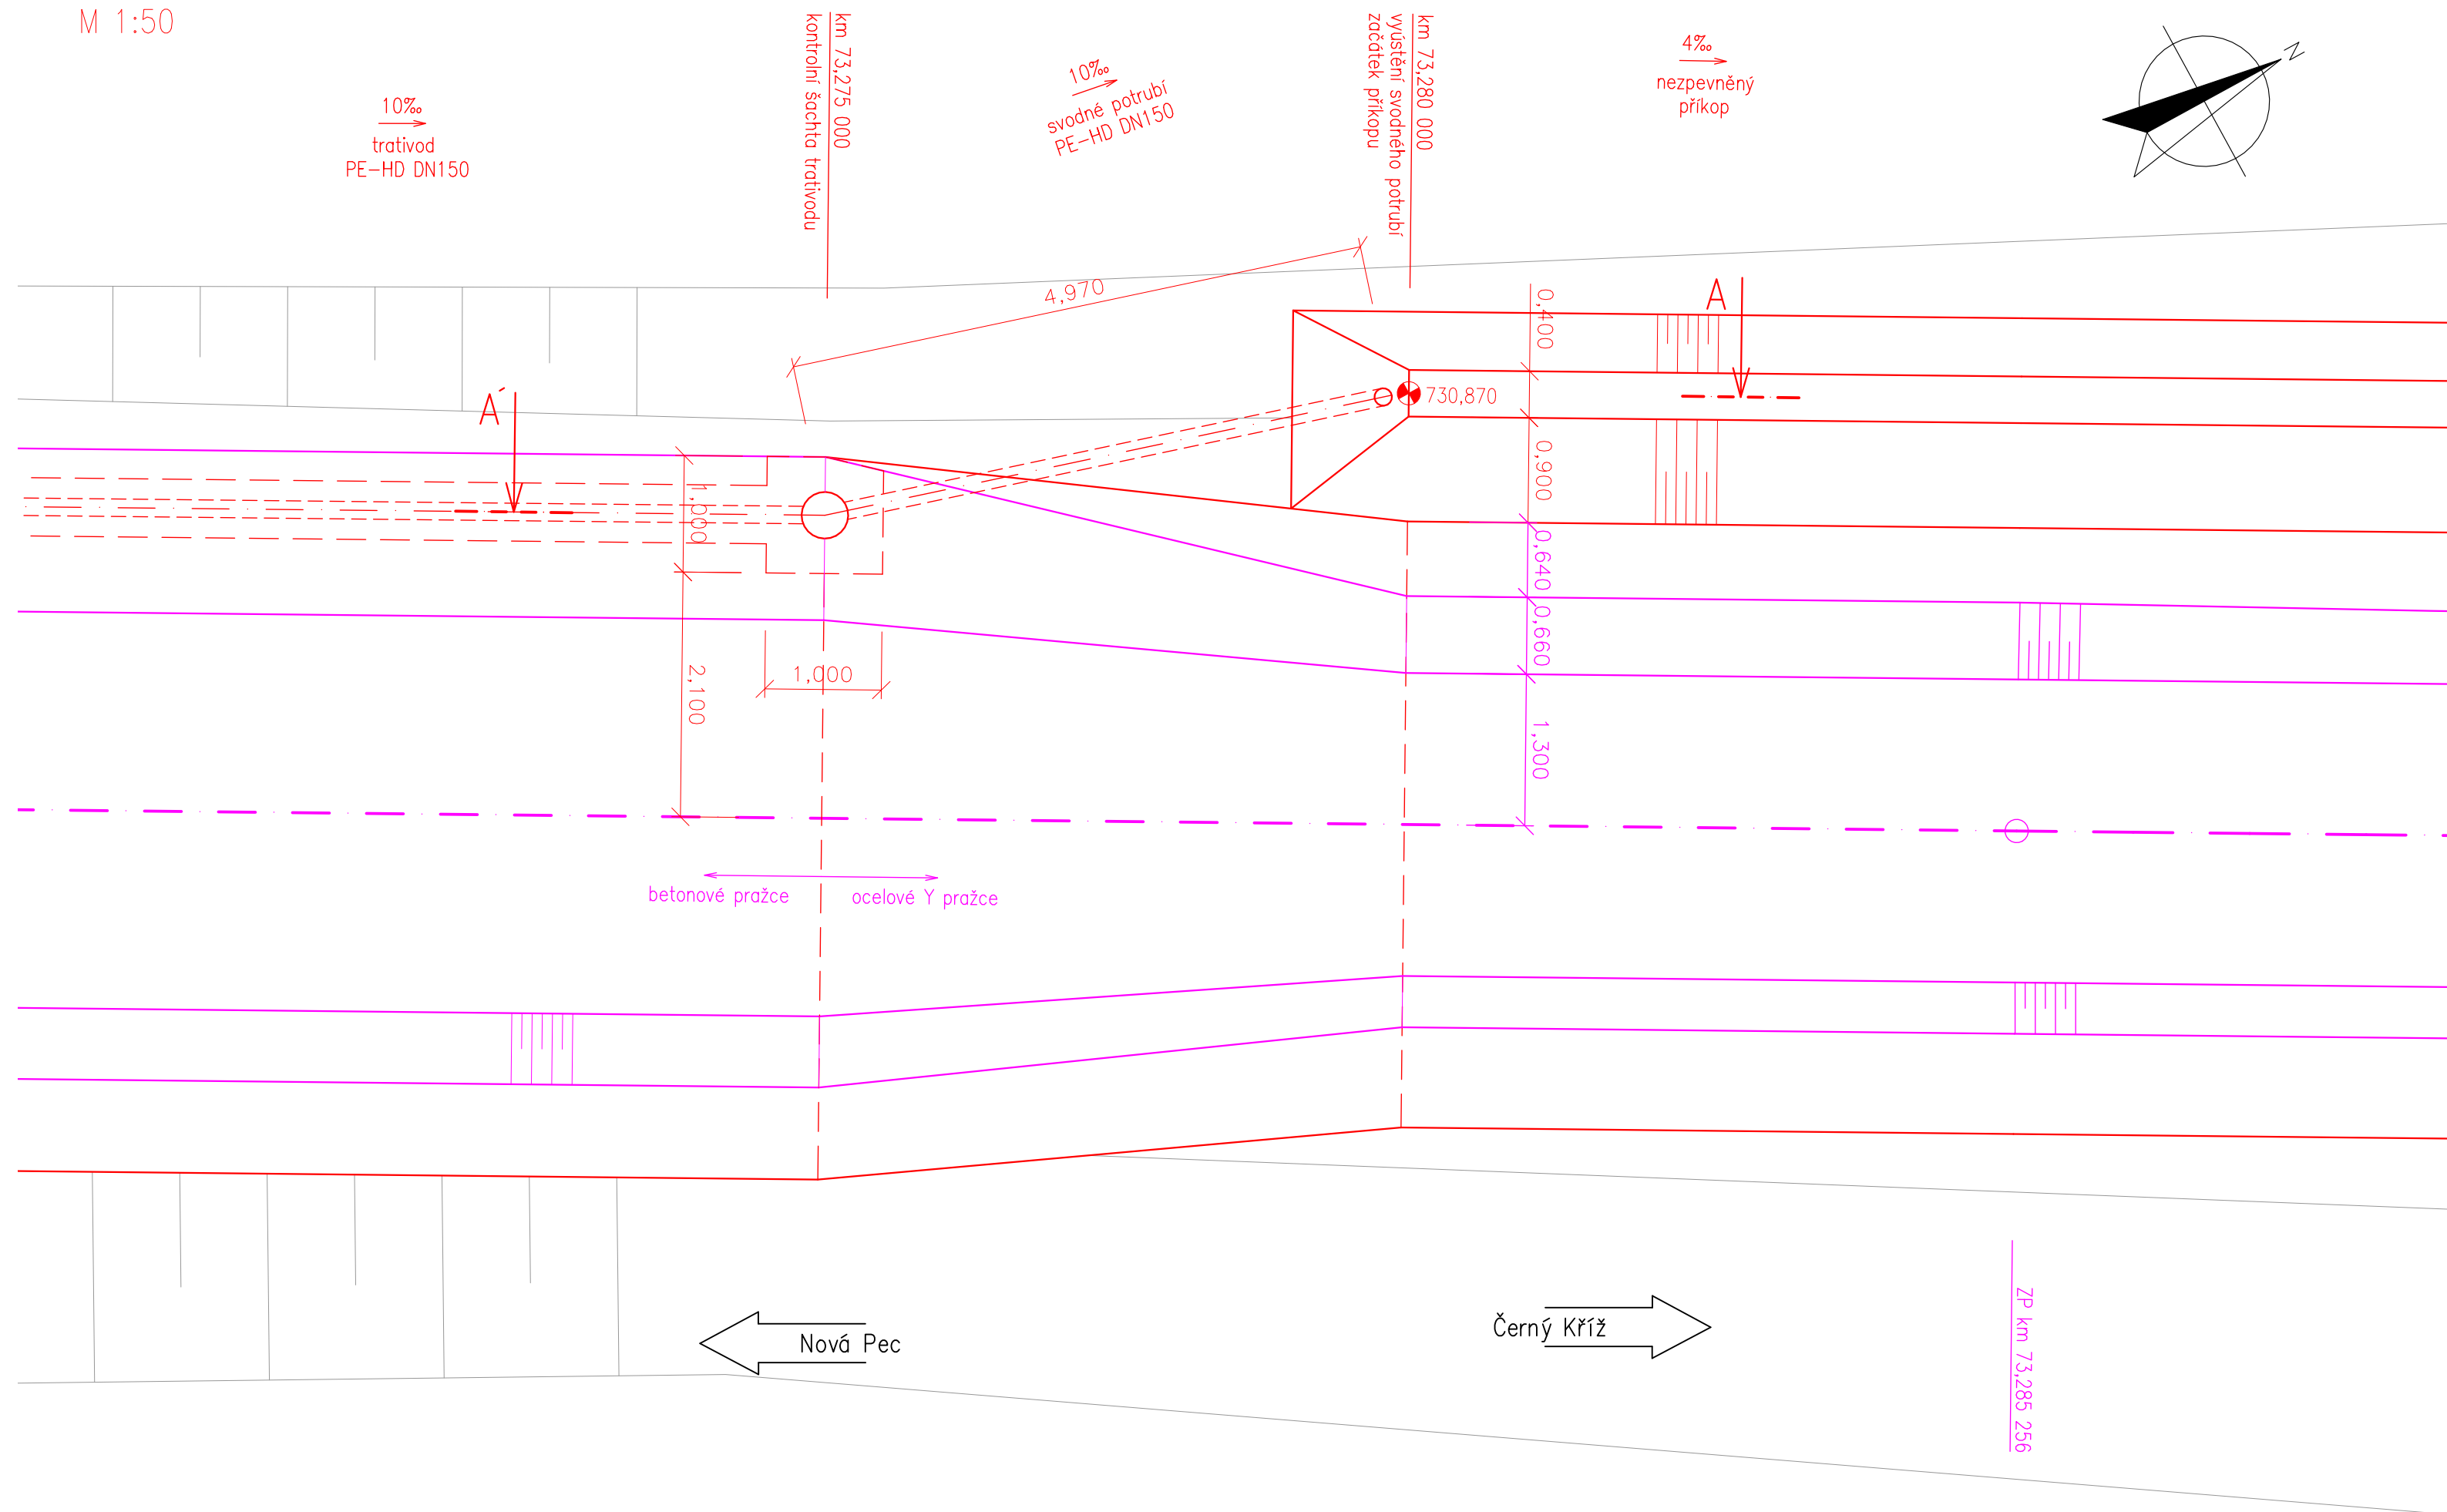 M 1:50
10‰
trativod
PE-HD DN150
km 73,275 000
kontrolní šachta trativodu
10‰
svodné potrubí
PE-HD DN150
km 73,280 000
vyústění svodného potrubí
začátek příkopu
4‰
nezpevněný
příkop
N
4,970
0,400
A
A´
730,870
0,900
1,000
0,640
0,660
1,000
2,100
1,300
betonové pražce
ocelové Y pražce
Nová Pec
Černý Kříž
ZP km 73,285 256